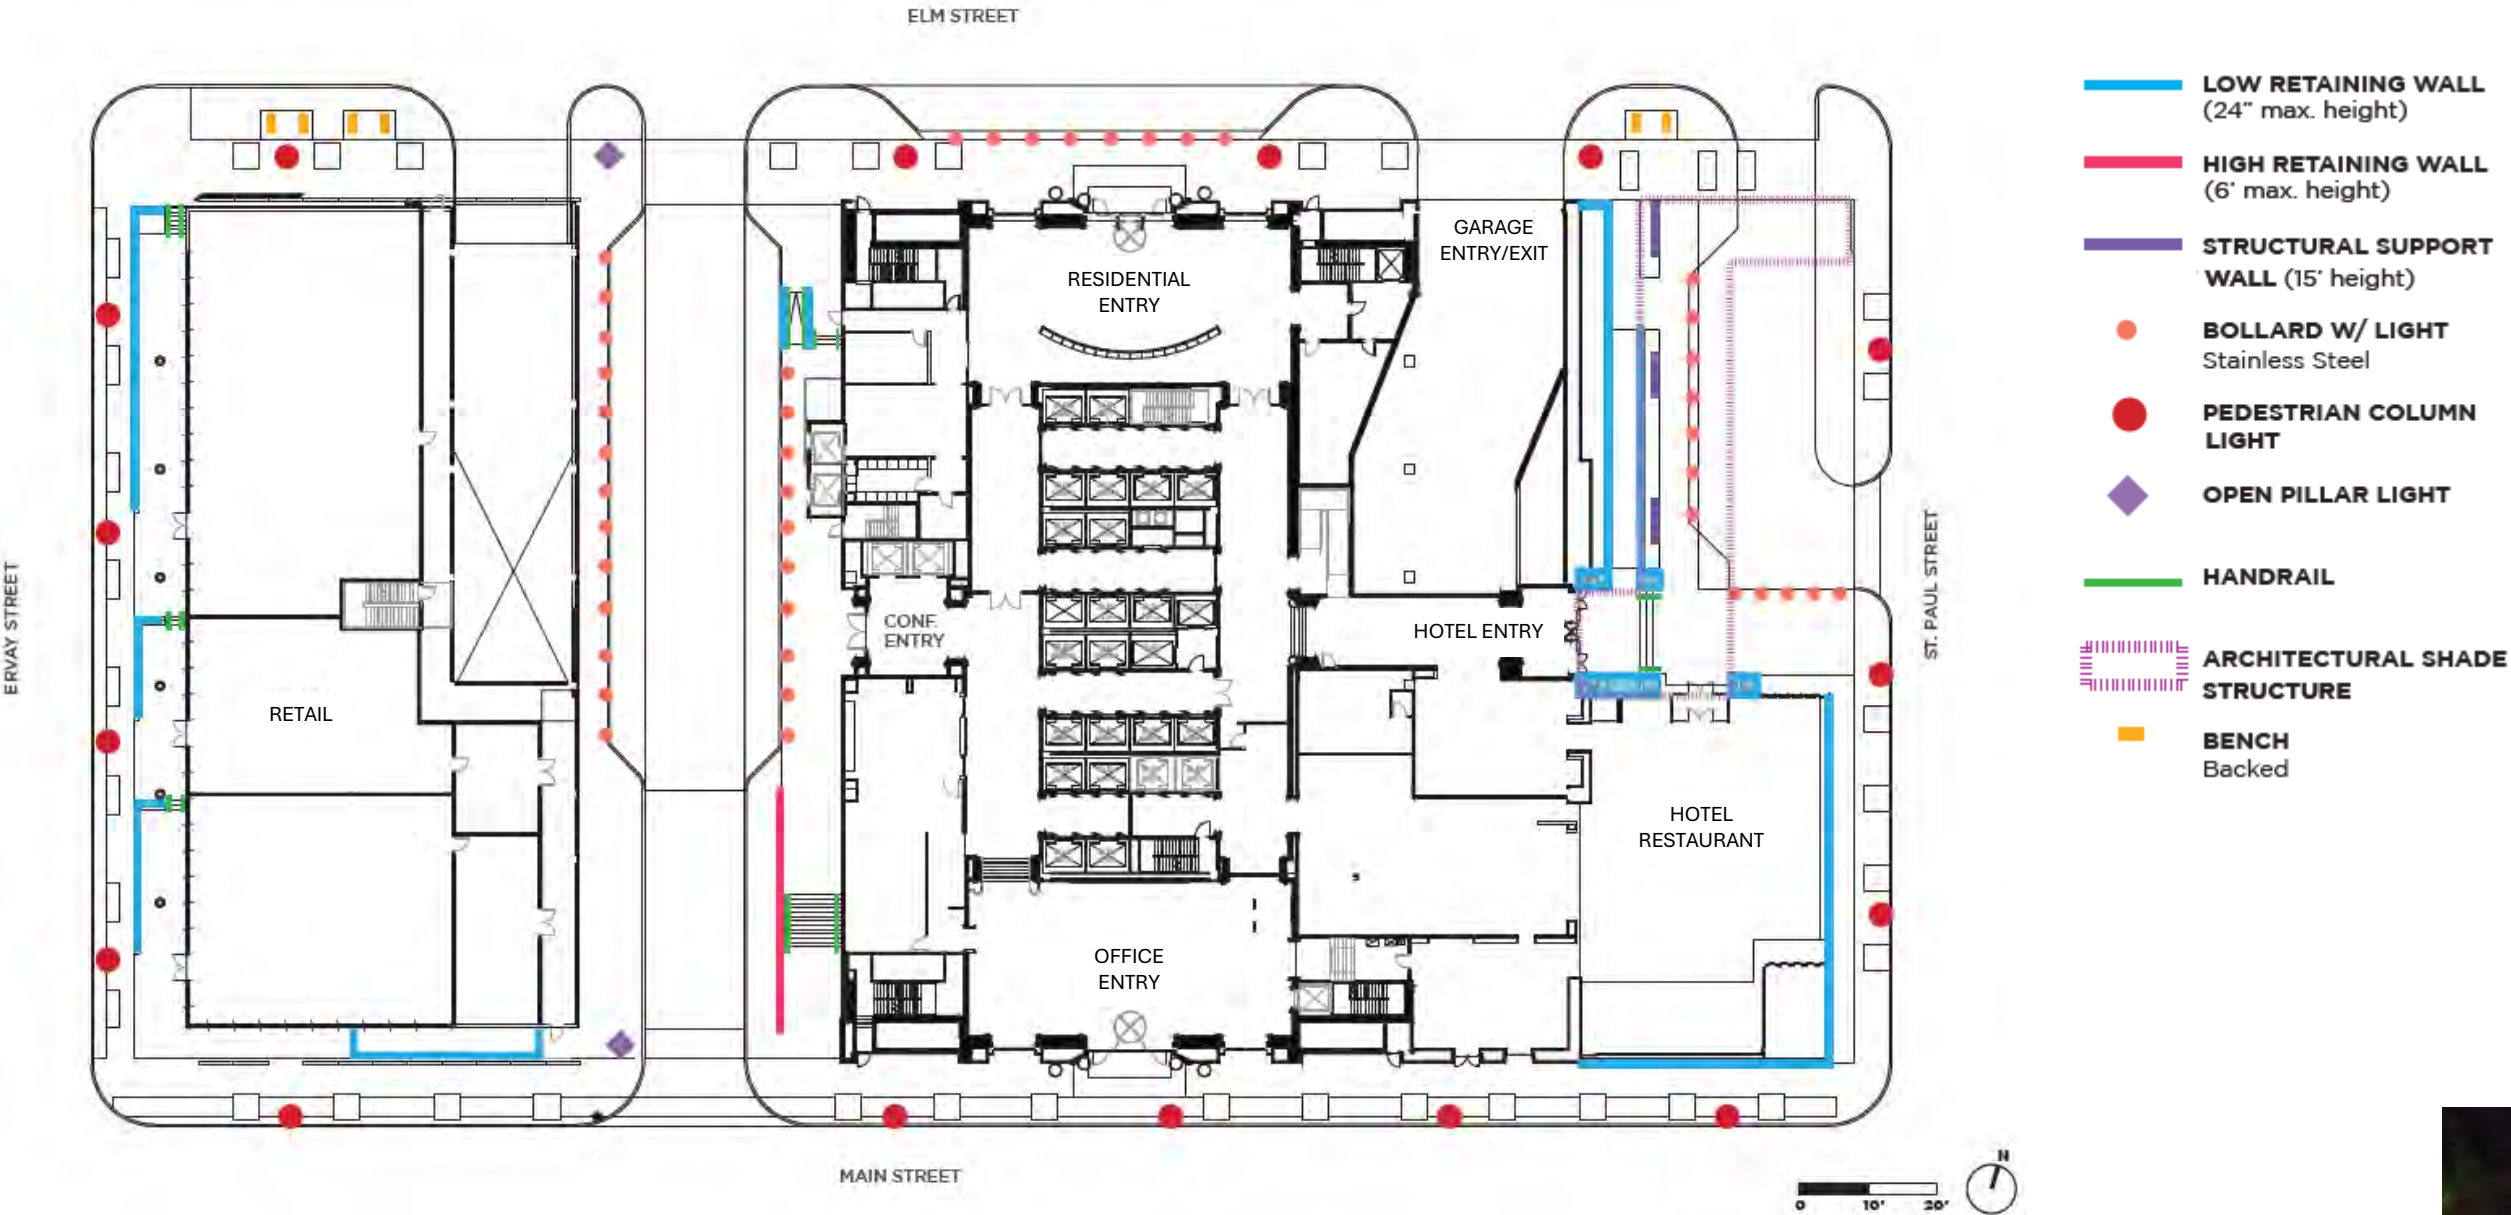 ELM STREET
LOW RETAINING WALL
(24" max. height)
HIGH RETAINING WALL
(6' max. height)
GARAGE
ENTRY/EXIT
STRUCTURAL SUPPORT
WALL (15' height)
RESIDENTIAL
ENTRY
BOLLARD W/ LIGHT
Stainless Steel
PEDESTRIAN COLUMN
LIGHT
OPEN PILLAR LIGHT
HANDRAIL
ERVAY STREET
ST. PAUL STREET
CONF.
ENTRY
HOTEL ENTRY
ARCHITECTURAL SHADE
STRUCTURE
RETAIL
BENCH
Backed
HOTEL
RESTAURANT
OFFICE
ENTRY
MAIN STREET
N
0 10' 20'